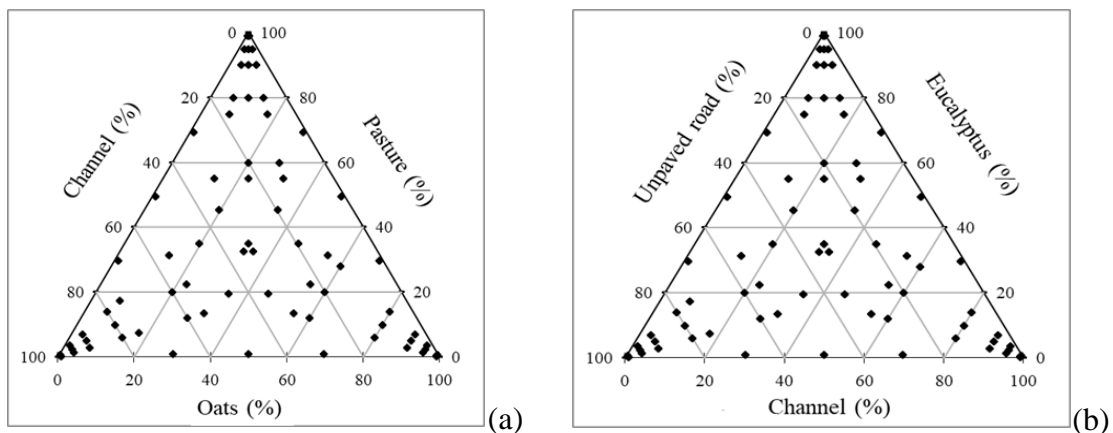 0 100
20 80
Channel (%)
Pasture (%)
40 60
60 40
80 20
100 0
0 20 40 60 80 100
Oats (%)
(a)
0 100
20 80
Unpaved road (%)
Eucalyptus (%)
40 60
60 40
80 20
100 0
0 20 40 60 80 100
Channel (%)
(b)